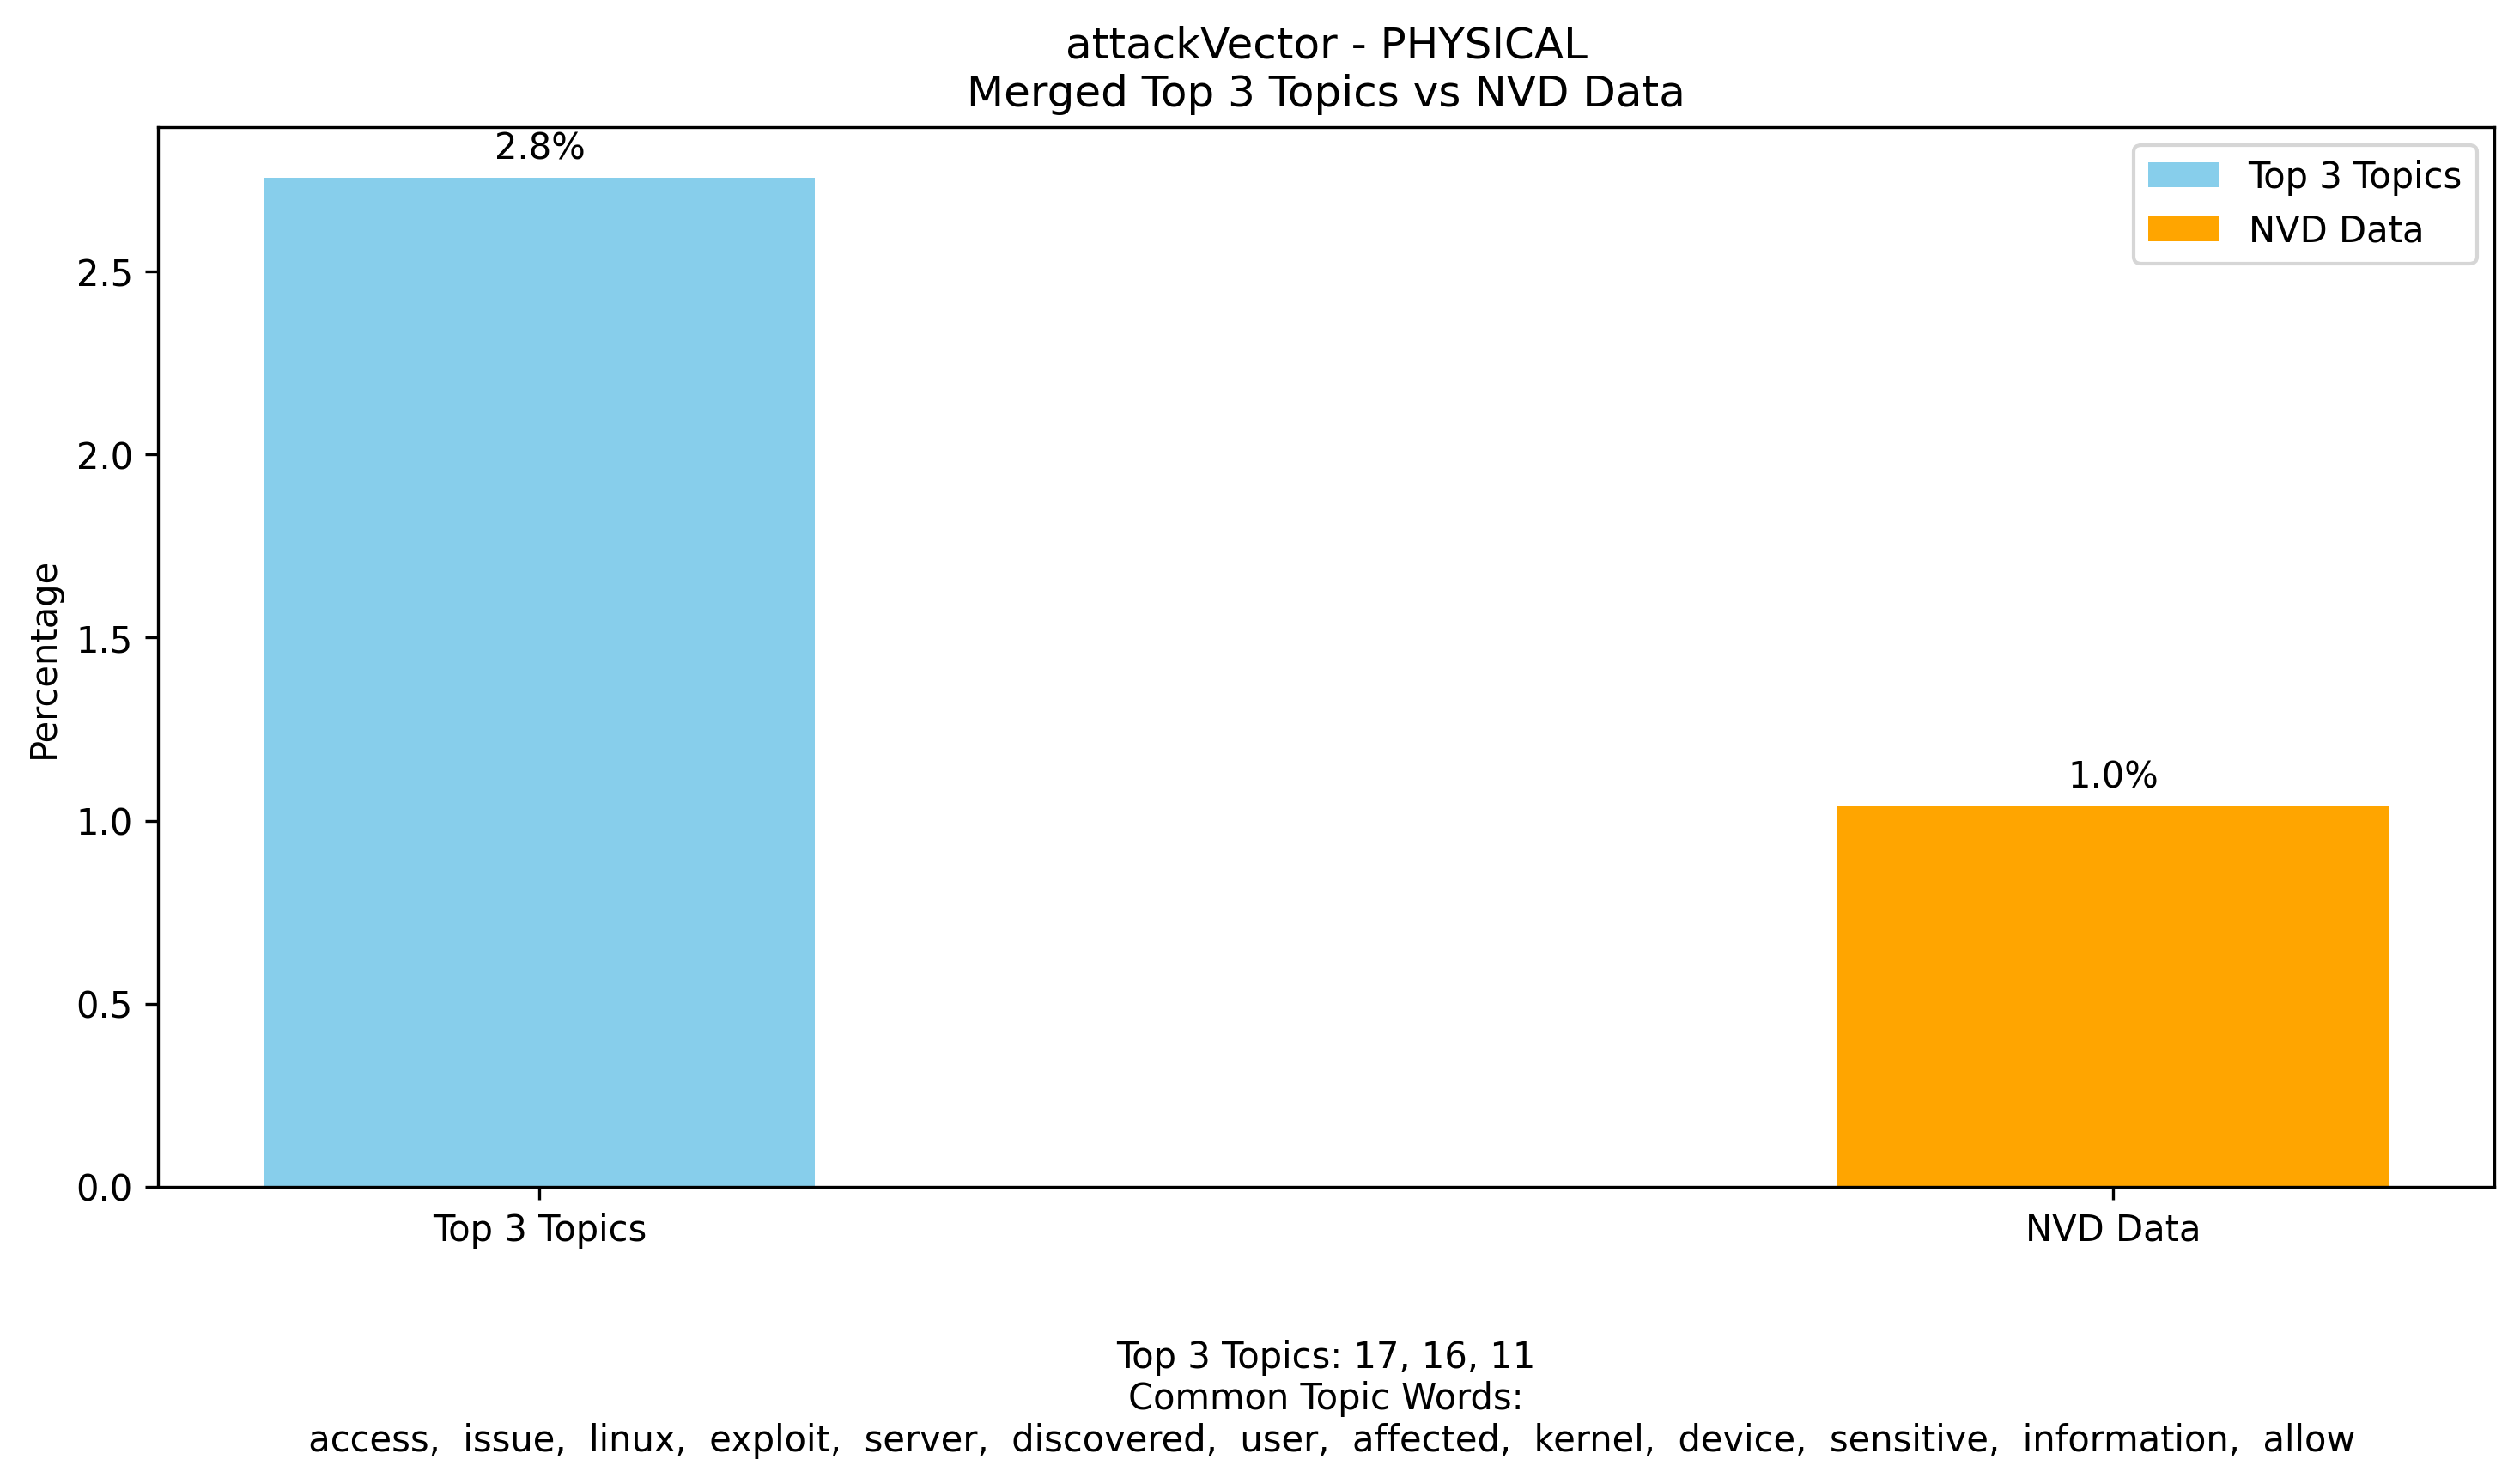 attackVector - PHYSICAL
Merged Top 3 Topics vs NVD Data
2.8%
Top 3 Topics
NVD Data
2.5
2.0
1.5
1.0
0.5
0.0
Percentage
1.0%
Top 3 Topics
NVD Data
Top 3 Topics: 17, 16, 11
Common Topic Words:
access, issue, linux, exploit, server, discovered, user, affected, kernel, device, sensitive, information, allow